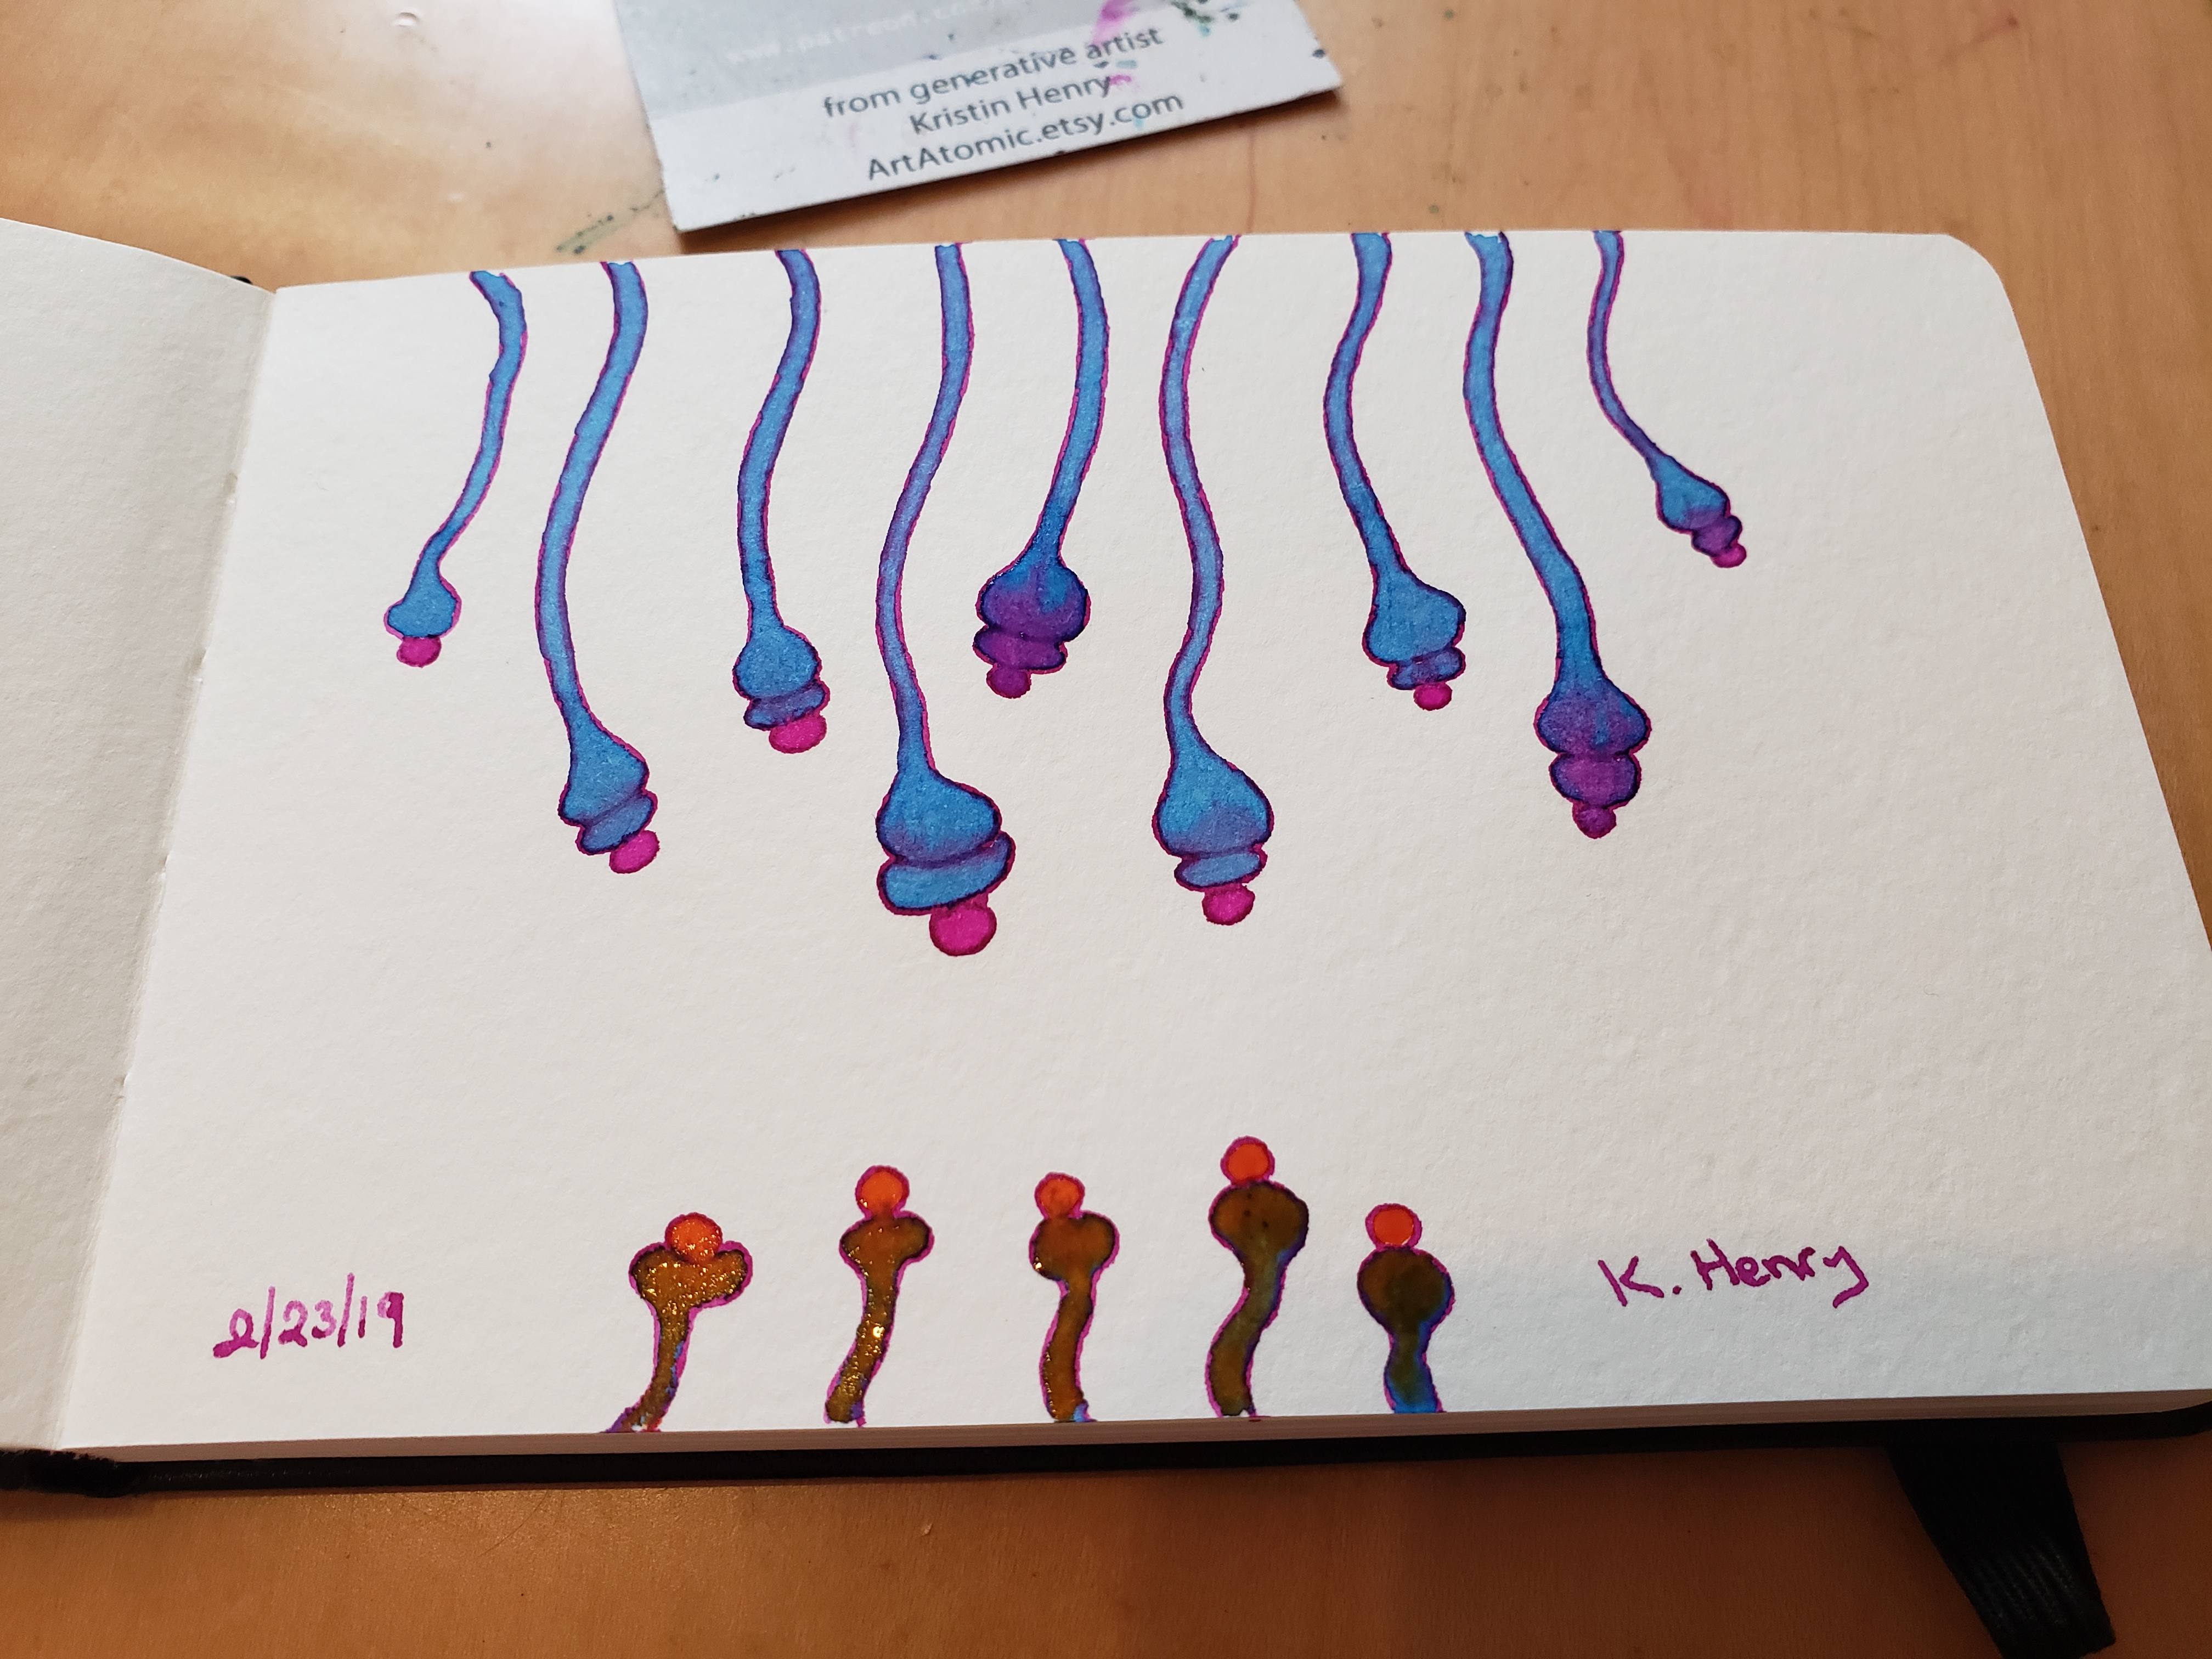 from generative artist
Kristin Henry
ArtAtomic.etsy.com
2/23/19
K. Henry